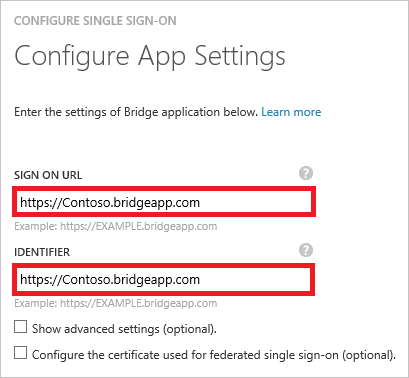 CONFIGURE SINGLE SIGN-ON
Configure App Settings
Enter the settings of Bridge application below. Learn more
SIGN ON URL ?
https://Contoso.bridgeapp.com
Example: https://EXAMPLE.bridgeapp.com
IDENTIFIER ?
https://Contoso.bridgeapp.com
Example: https://EXAMPLE.bridgeapp.com
Show advanced settings (optional).
Configure the certificate used for federated single sign-on (optional).